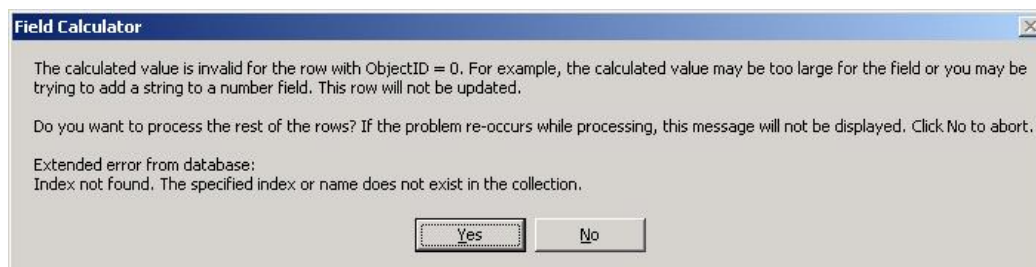 Field Calculator
The calculated value is invalid for the row with ObjectID = 0. For example, the calculated value may be too large for the field or you may be
trying to add a string to a number field. This row will not be updated.
Do you want to process the rest of the rows? If the problem re-occurs while processing, this message will not be displayed. Click No to abort.
Extended error from database:
Index not found. The specified index or name does not exist in the collection.
Yes
No